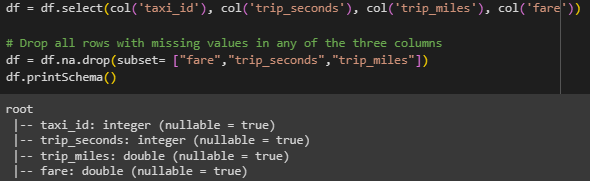 df = df.select(col('taxi_id'), col('trip_seconds'), col('trip_miles'), col('fare'))
# Drop all rows with missing values in any of the three columns
df = df.na.drop(subset= ["fare","trip_seconds","trip_miles"])
df.printSchema()
root
 |-- taxi_id: integer (nullable = true)
 |-- trip_seconds: integer (nullable = true)
 |-- trip_miles: double (nullable = true)
 |-- fare: double (nullable = true)